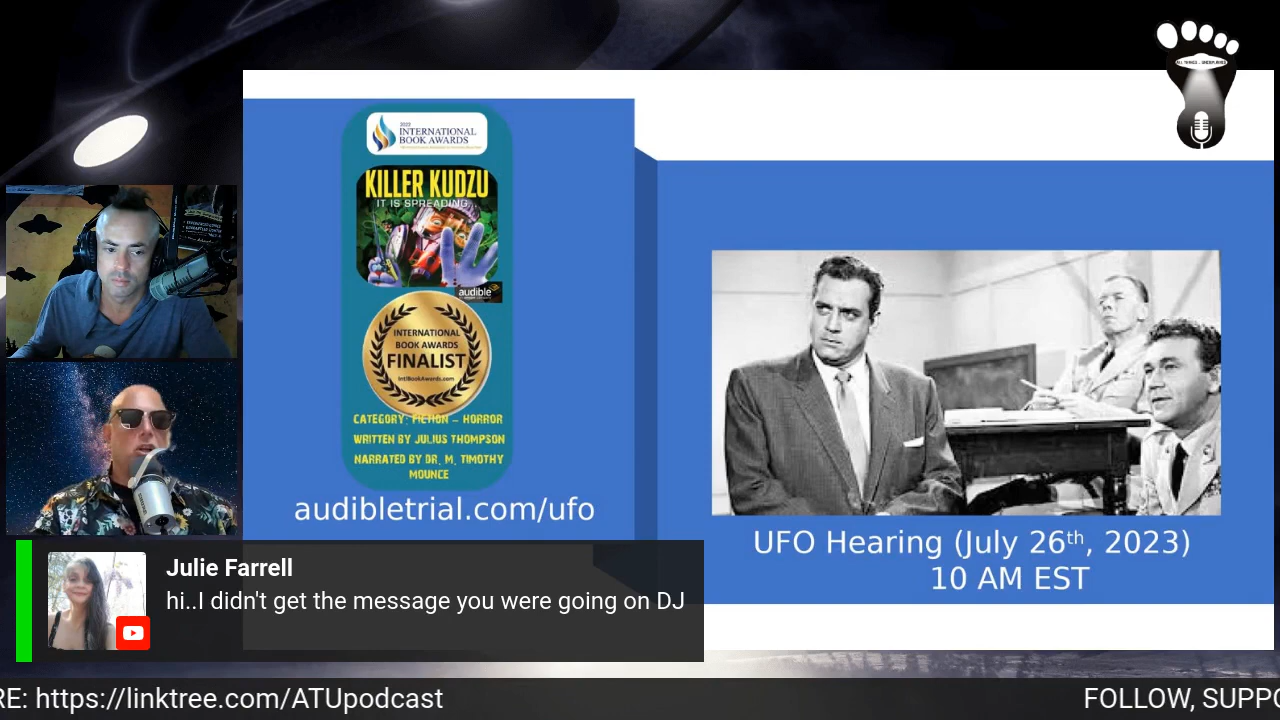 2023
INTERNATIONAL
BOOK AWARDS
KILLER KUDZU
IT IS SPREADING.
audible
INTERNATIONAL
BOOK AWARDS
FINALIST
IntlBookAwards.com
CATEGORY: FICTION – HORROR
WRITTEN BY JULIUS THOMPSON
NARRATED BY DR. M. TIMOTHY
MOUNCE
audibletrial.com/ufo
UFO Hearing (July 26th, 2023)
10 AM EST
Julie Farrell
hi..I didn't get the message you were going on DJ
RE: https://linktree.com/ATUpodcast
FOLLOW, SUPPO